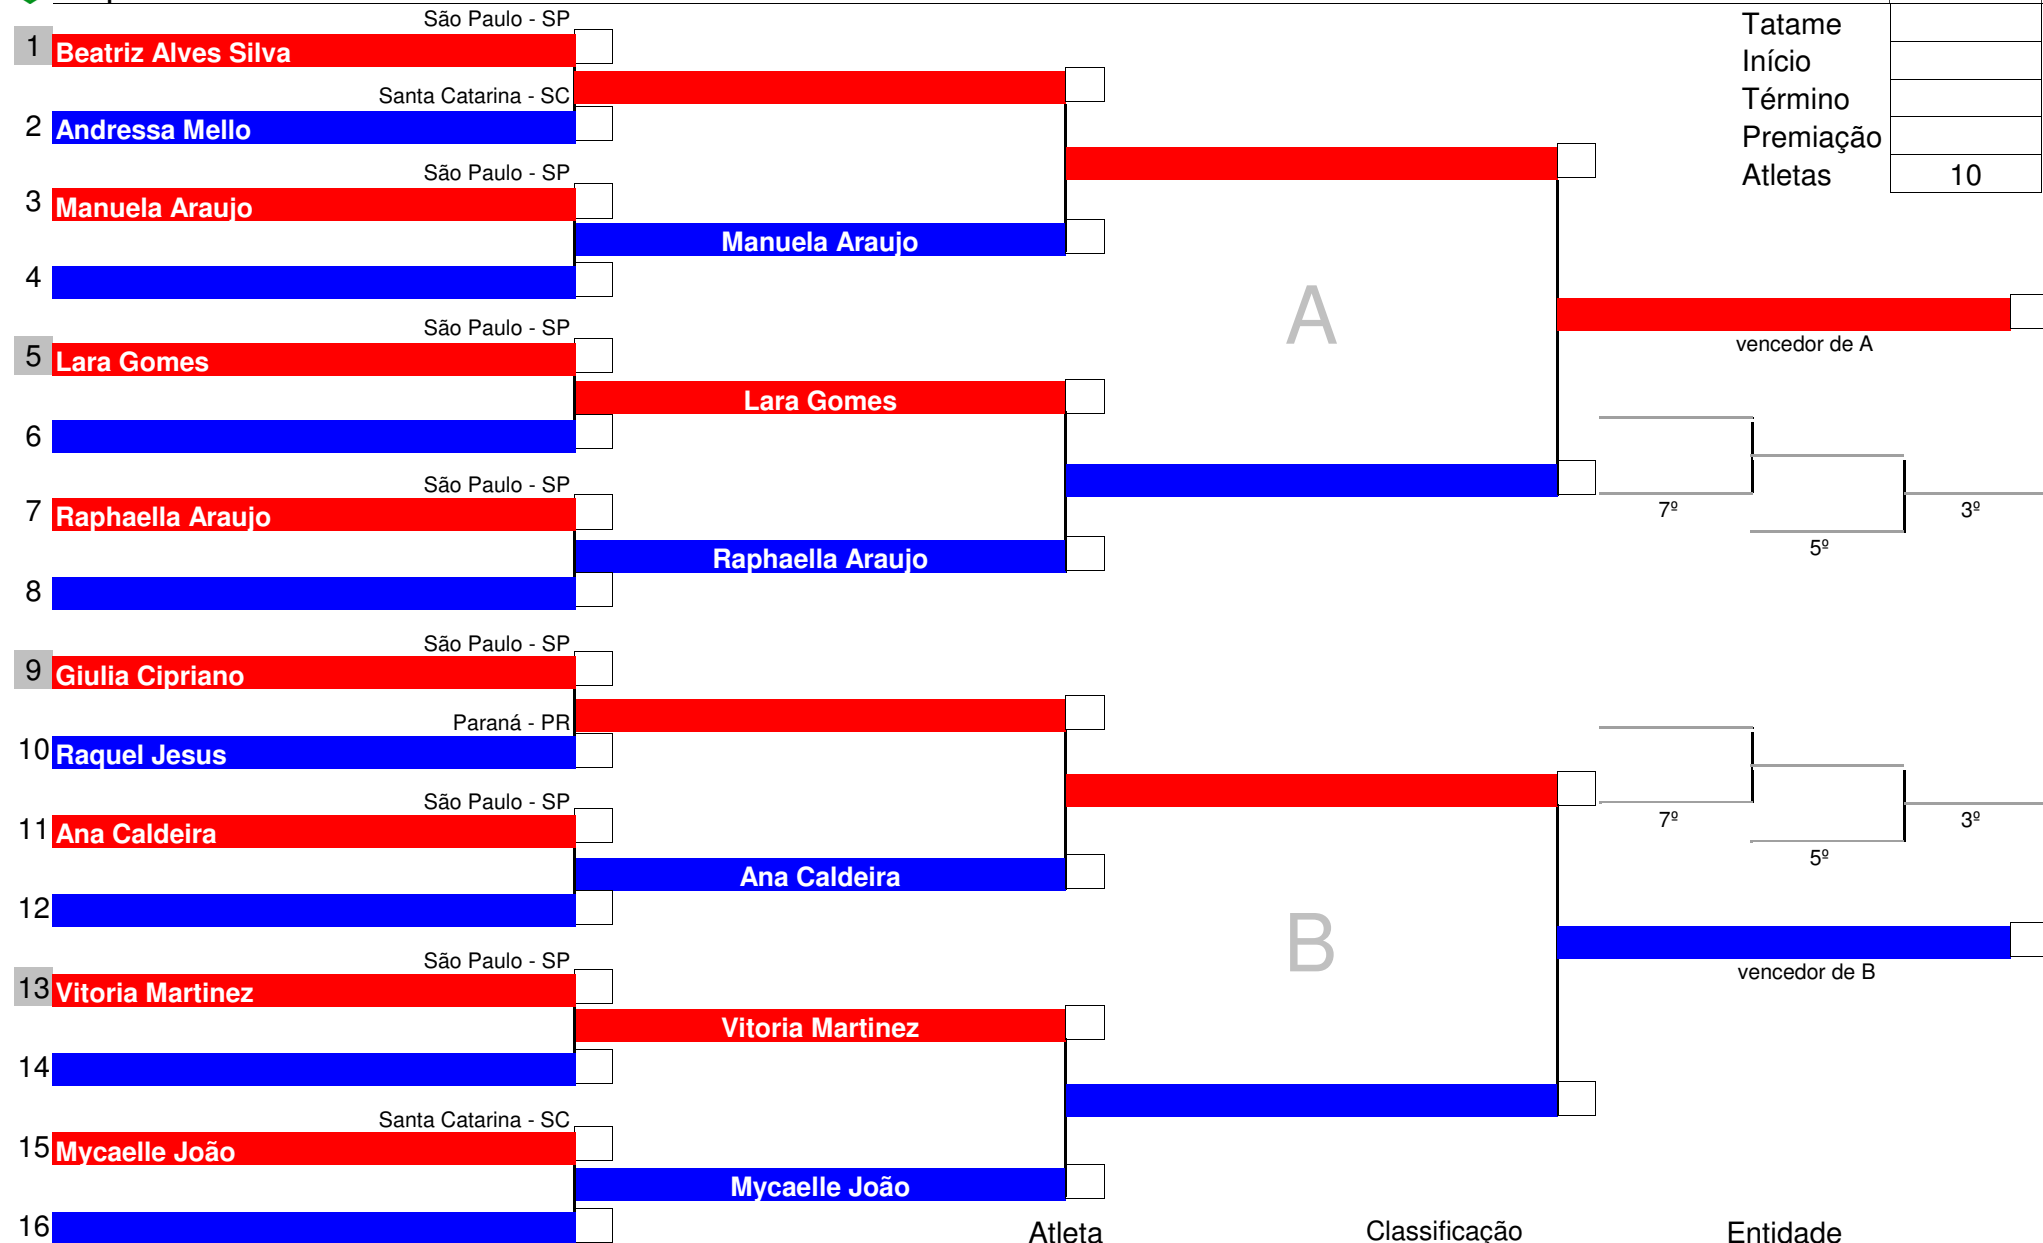 São Paulo - SP
1 Beatriz Alves Silva
Santa Catarina - SC
2 Andressa Mello
São Paulo - SP
3 Manuela Araujo
Manuela Araujo
4
São Paulo - SP
5 Lara Gomes
Lara Gomes
6
São Paulo - SP
7 Raphaella Araujo
Raphaella Araujo
8
São Paulo - SP
9 Giulia Cipriano
Paraná - PR
10 Raquel Jesus
São Paulo - SP
11 Ana Caldeira
Ana Caldeira
12
São Paulo - SP
13 Vitoria Martinez
Vitoria Martinez
14
Santa Catarina - SC
15 Mycaelle João
Mycaelle João
16
A
B
Tatame
Início
Término
Premiação
Atletas 10
vencedor de A
7º
3º
5º
7º
3º
5º
vencedor de B
Atleta Classificação Entidade